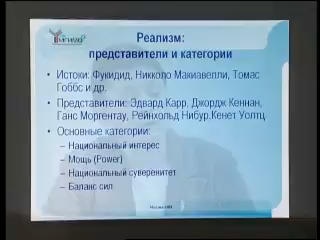 Реализм:
представители и категории
• Истоки: Фукидид, Никколо Макиавелли, Томас
Гоббс и др.
• Представители: Эдвард Карр, Джордж Кеннан,
Ганс Моргентау, Рейнхольд Нибур.Кенет Уолтц
• Основные категории:
– Национальный интерес
– Мощь (Power)
– Национальный суверенитет
– Баланс сил